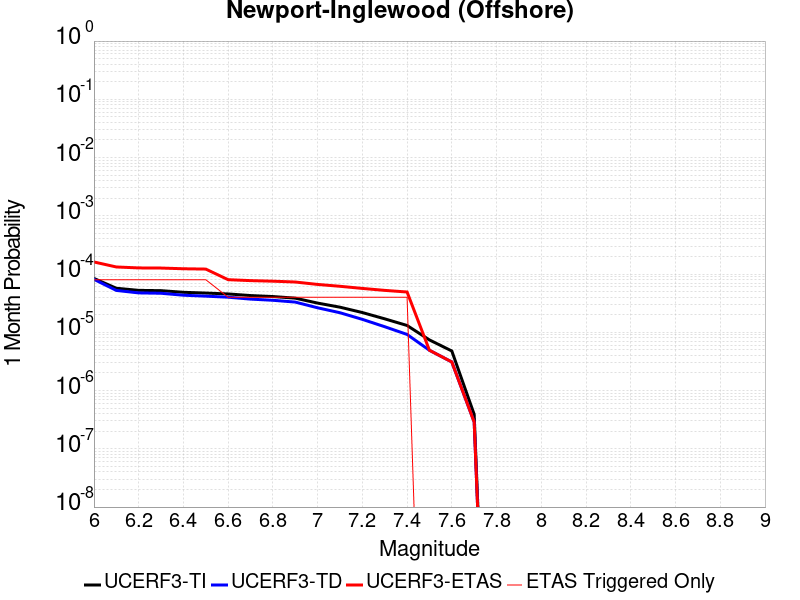 Newport-Inglewood (Offshore)
10^0
10^-1
10^-2
10^-3
10^-4
10^-5
10^-6
10^-7
10^-8
1 Month Probability
6 6.2 6.4 6.6 6.8 7 7.2 7.4 7.6 7.8 8 8.2 8.4 8.6 8.8 9
Magnitude
UCERF3-TI UCERF3-TD UCERF3-ETAS ETAS Triggered Only